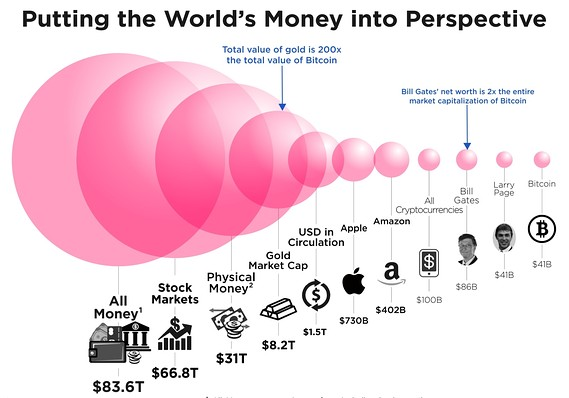 Putting the World's Money into Perspective
Total value of gold is 200x
the total value of Bitcoin
Bill Gates' net worth is 2x the entire
market capitalization of Bitcoin
All
Money¹
$83.6T
Stock
Markets
$66.8T
Physical
Money²
$31T
Gold
Market Cap
$8.2T
USD in
Circulation
$1.5T
Apple
$730B
Amazon
$402B
All
Cryptocurrencies
$100B
Bill
Gates
$86B
Larry
Page
$41B
Bitcoin
$41B